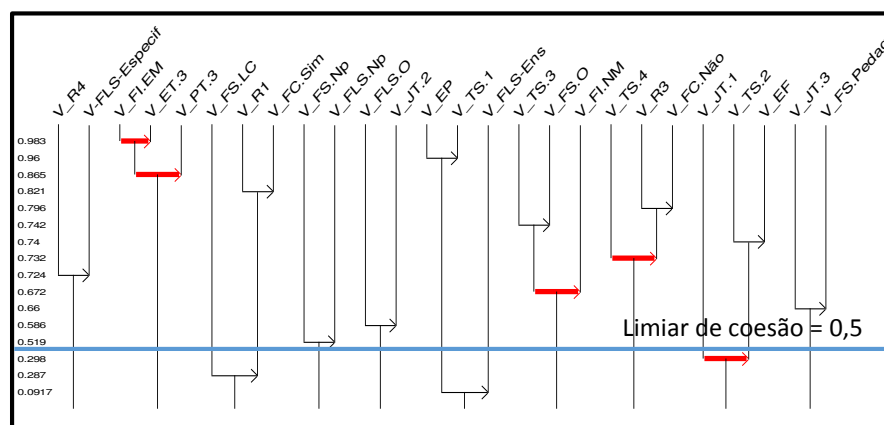 V_R4
V-FLS-Especif
V_FI.EM
V_ET.3
V_PT.3
V_FS.LC
V_R1
V_FC.Sim
V_FS.Np
V_FLS.Np
V_FLS.O
V_JT.2
V_EP
V_TS.1
V_FLS-Ens
V_TS.3
V_FS.O
V_FI.NM
V_TS.4
V_R3
V_FC.Não
V_JT.1
V_TS.2
V_EF
V_JT.3
V_FS.Pedag
0.983
0.96
0.865
0.821
0.796
0.742
0.74
0.732
0.724
0.672
0.66
0.586
0.519
0.298
0.287
0.0917
Limiar de coesão = 0,5